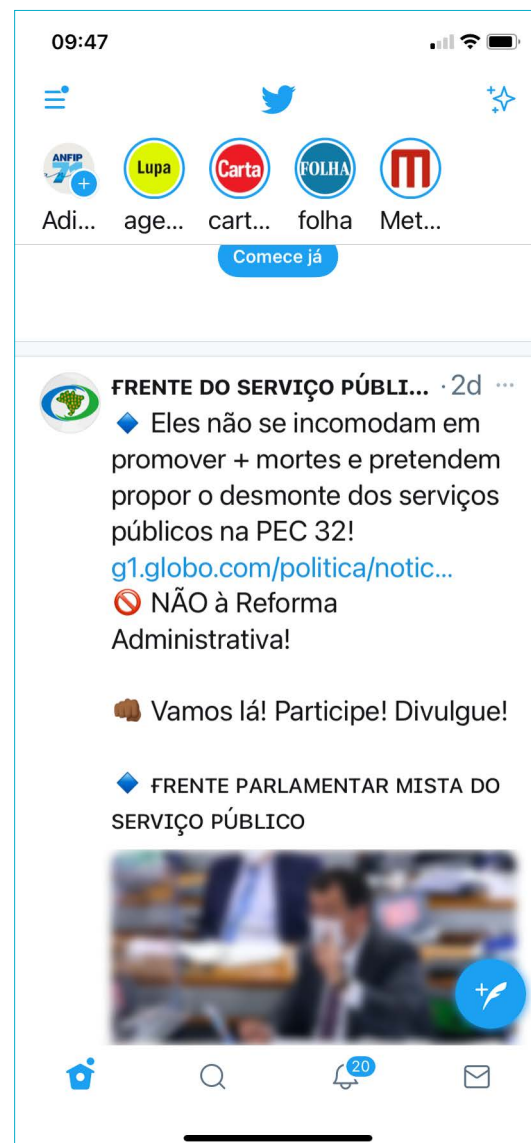 09:47
ANFIP
Lupa
Carta
FOLHA
M
Adi...
age...
cart...
folha
Met...
Comece já
ꞘRENTE DO SERVIÇO PÚBLI... · 2d ...
🔹 Eles não se incomodam em
promover + mortes e pretendem
propor o desmonte dos serviços
públicos na PEC 32!
g1.globo.com/politica/notic...
🚫 NÃO à Reforma
Administrativa!
👊🏾 Vamos lá! Participe! Divulgue!
🔹 ꞘRENTE PARLAMENTAR MISTA DO
SERVIÇO PÚBLICO
20